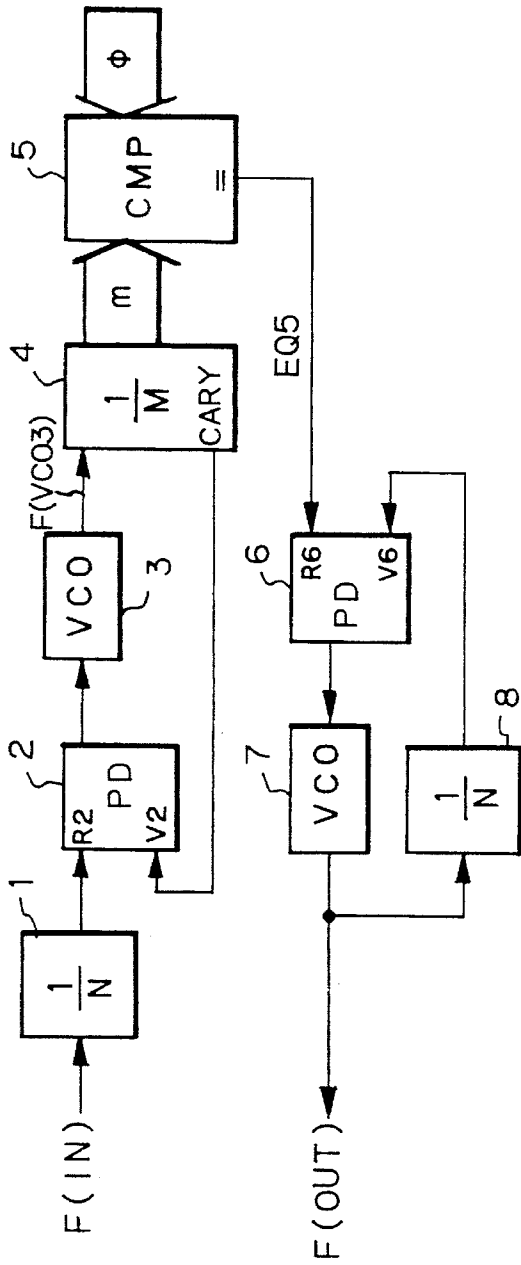 F(IN)
1
1
N
2
R2
PD
V2
VCO
3
F(VCO3)
4
1
M
CARY
m
5
CMP
=
Φ
EQ5
6
R6
PD
V6
7
VCO
8
1
N
F(OUT)